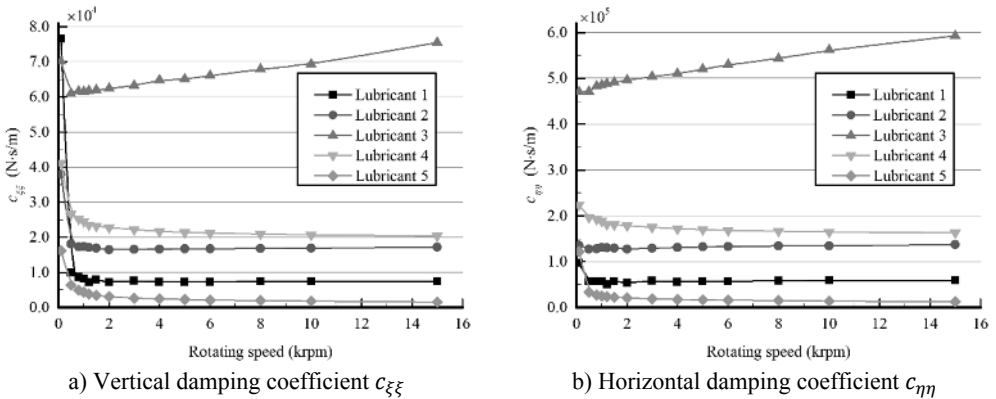 ×10⁴
8.0
7.0
6.0
5.0
4.0
3.0
2.0
1.0
0.0
c_ξξ (N·s/m)
0 2 4 6 8 10 12 14 16
Rotating speed (krpm)
Lubricant 1
Lubricant 2
Lubricant 3
Lubricant 4
Lubricant 5
a) Vertical damping coefficient c_ξξ
×10⁵
6.0
5.0
4.0
3.0
2.0
1.0
0.0
c_ηη (N·s/m)
0 2 4 6 8 10 12 14 16
Rotating speed (krpm)
Lubricant 1
Lubricant 2
Lubricant 3
Lubricant 4
Lubricant 5
b) Horizontal damping coefficient c_ηη